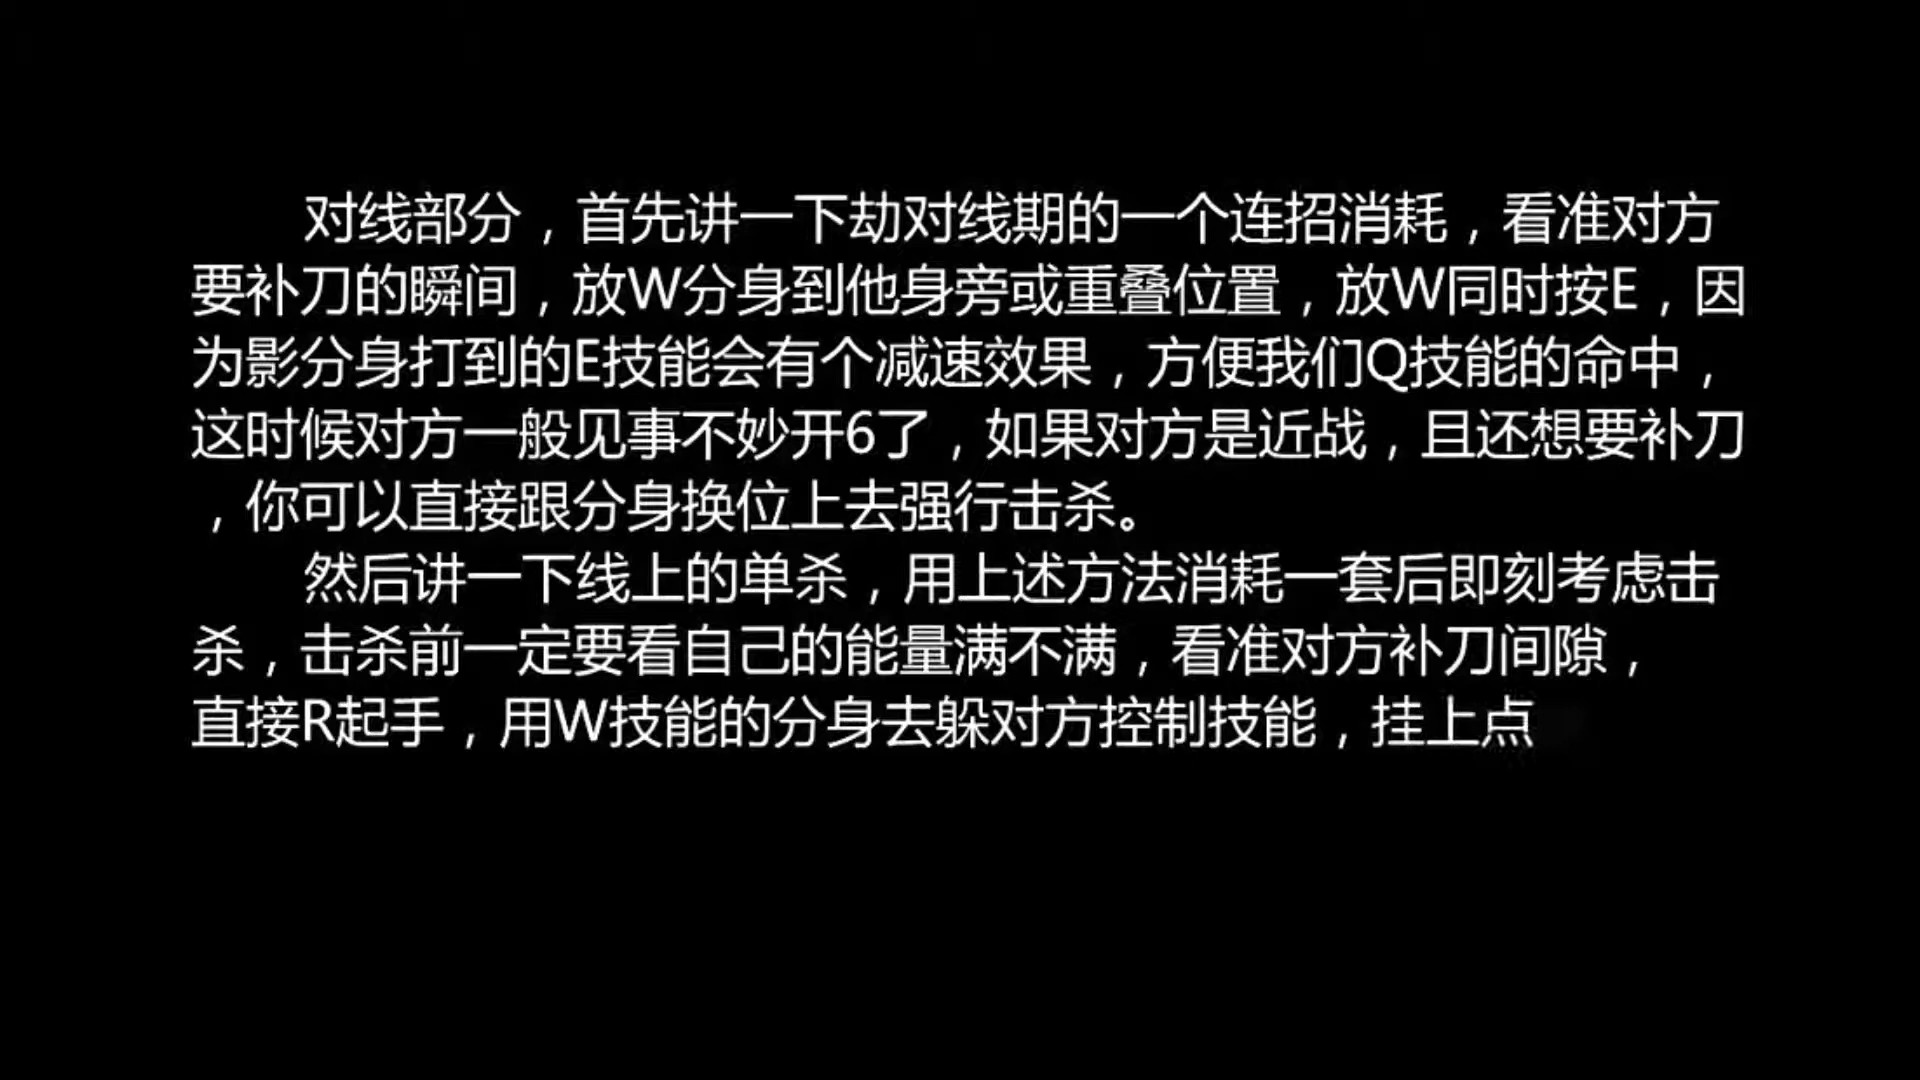 对线部分，首先讲一下劫对线期的一个连招消耗，看准对方
要补刀的瞬间，放W分身到他身旁或重叠位置，放W同时按E，因
为影分身打到的E技能会有个减速效果，方便我们Q技能的命中，
这时候对方一般见事不妙开6了，如果对方是近战，且还想要补刀
，你可以直接跟分身换位上去强行击杀。
然后讲一下线上的单杀，用上述方法消耗一套后即刻考虑击
杀，击杀前一定要看自己的能量满不满，看准对方补刀间隙，
直接R起手，用W技能的分身去躲对方控制技能，挂上点